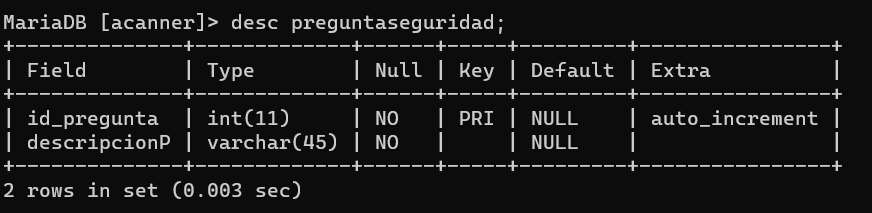 MariaDB [acanner]> desc preguntaseguridad;
+--------------+-------------+------+-----+---------+----------------+
| Field        | Type        | Null | Key | Default | Extra          |
+--------------+-------------+------+-----+---------+----------------+
| id_pregunta  | int(11)     | NO   | PRI | NULL    | auto_increment |
| descripcionP | varchar(45) | NO   |     | NULL    |                |
+--------------+-------------+------+-----+---------+----------------+
2 rows in set (0.003 sec)